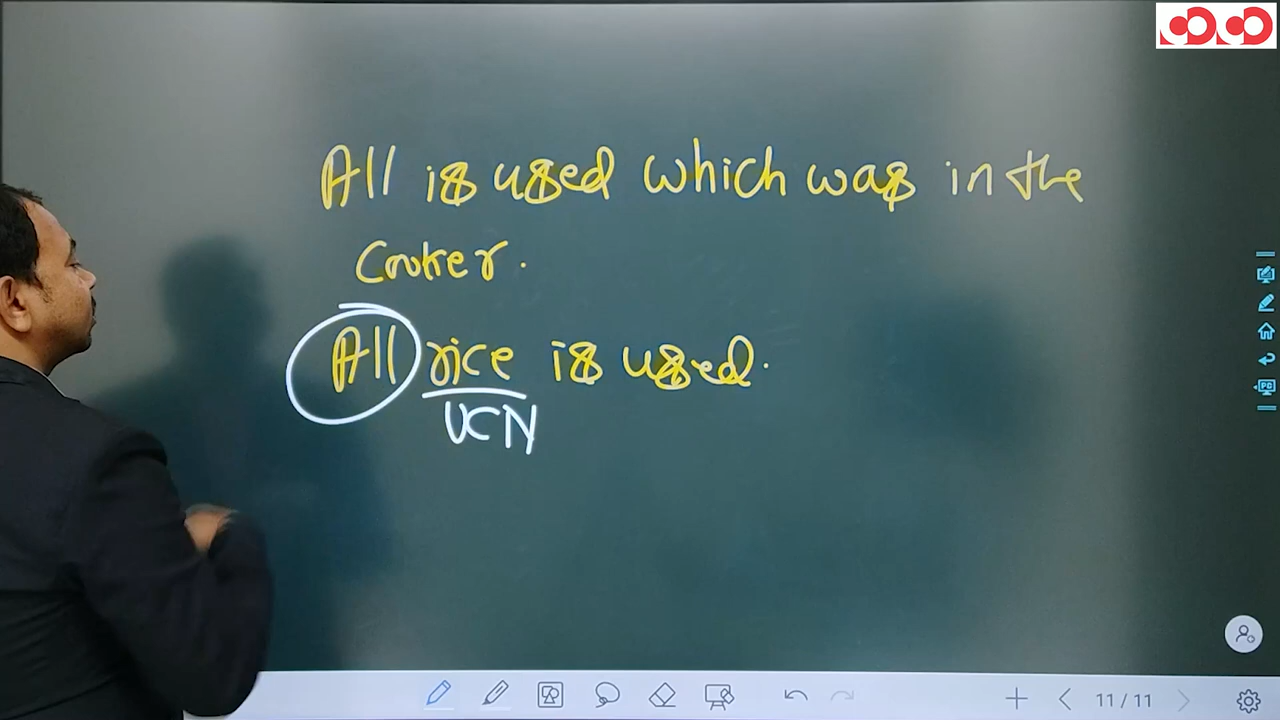 All is used which was in the
Cooker.
All rice is used.
UCN
11/11